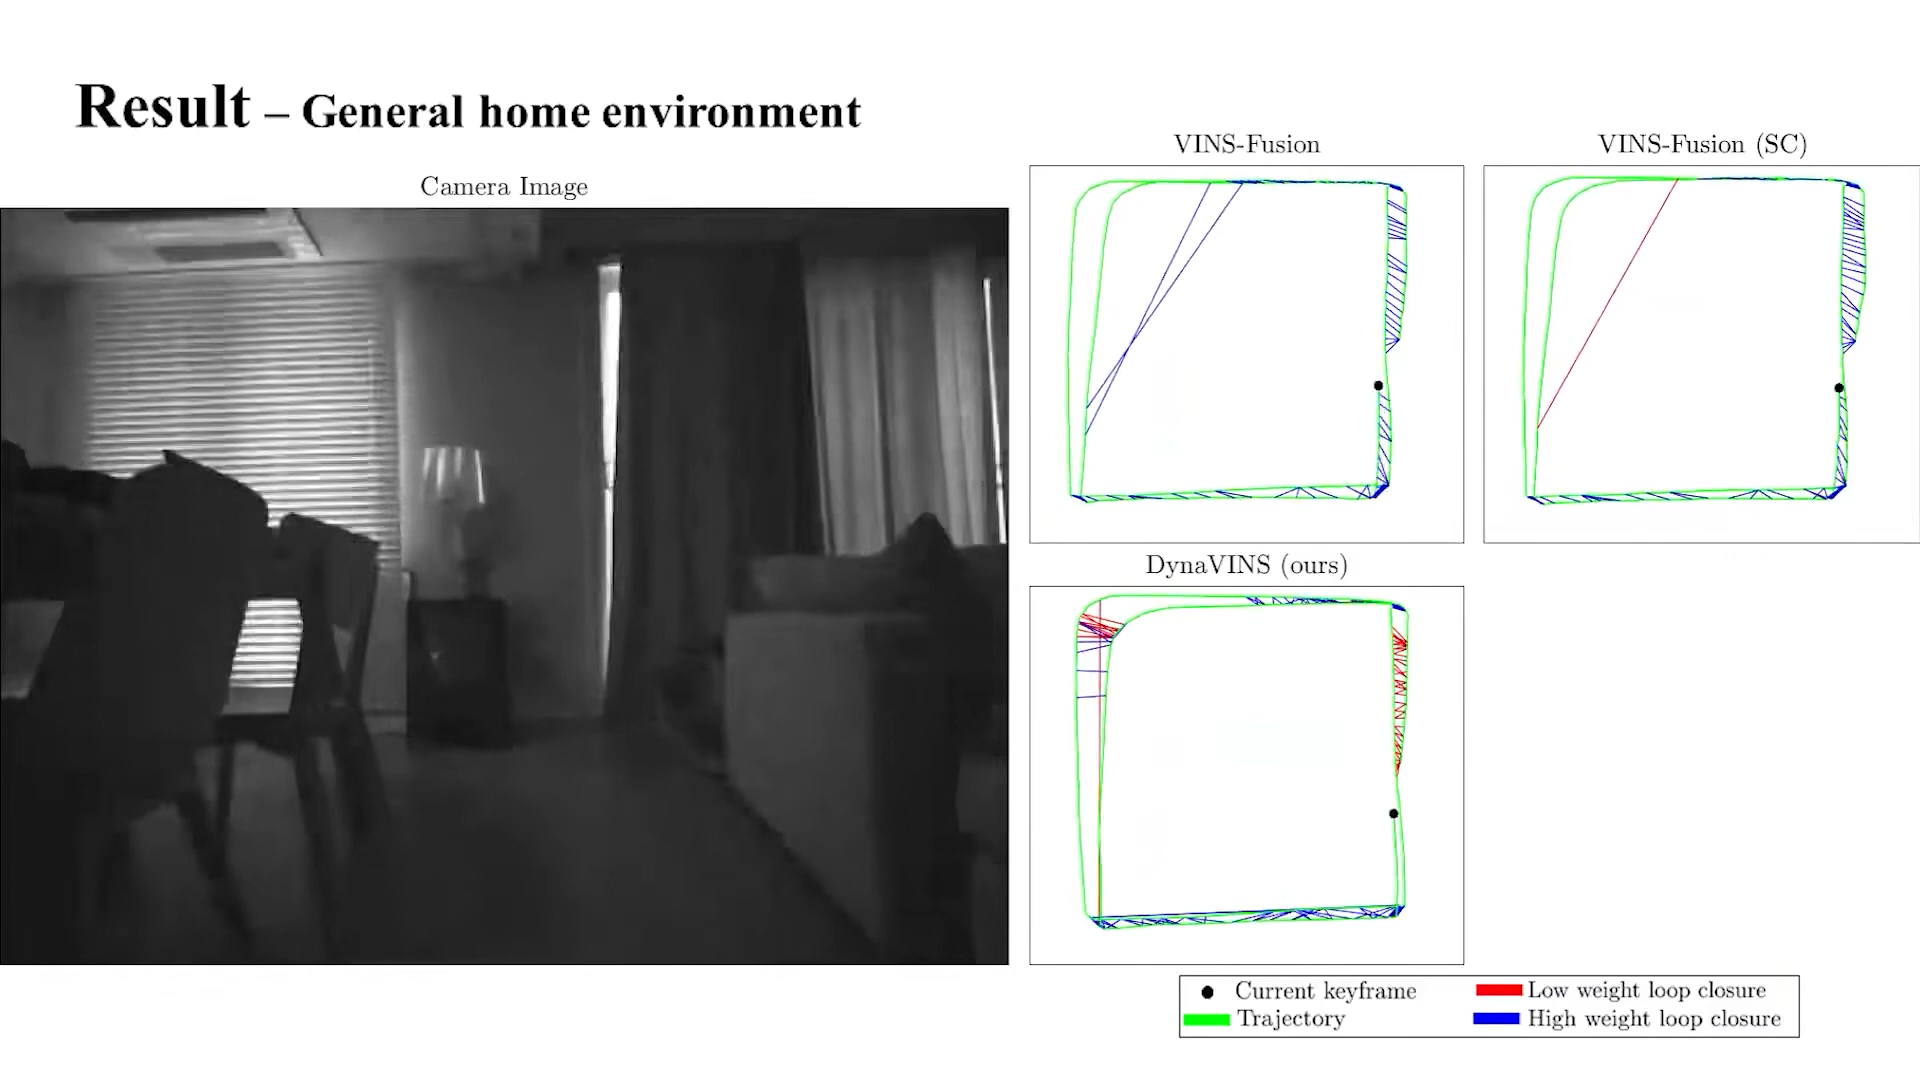 Result – General home environment
Camera Image
VINS-Fusion
VINS-Fusion (SC)
DynaVINS (ours)
Current keyframe
Low weight loop closure
Trajectory
High weight loop closure